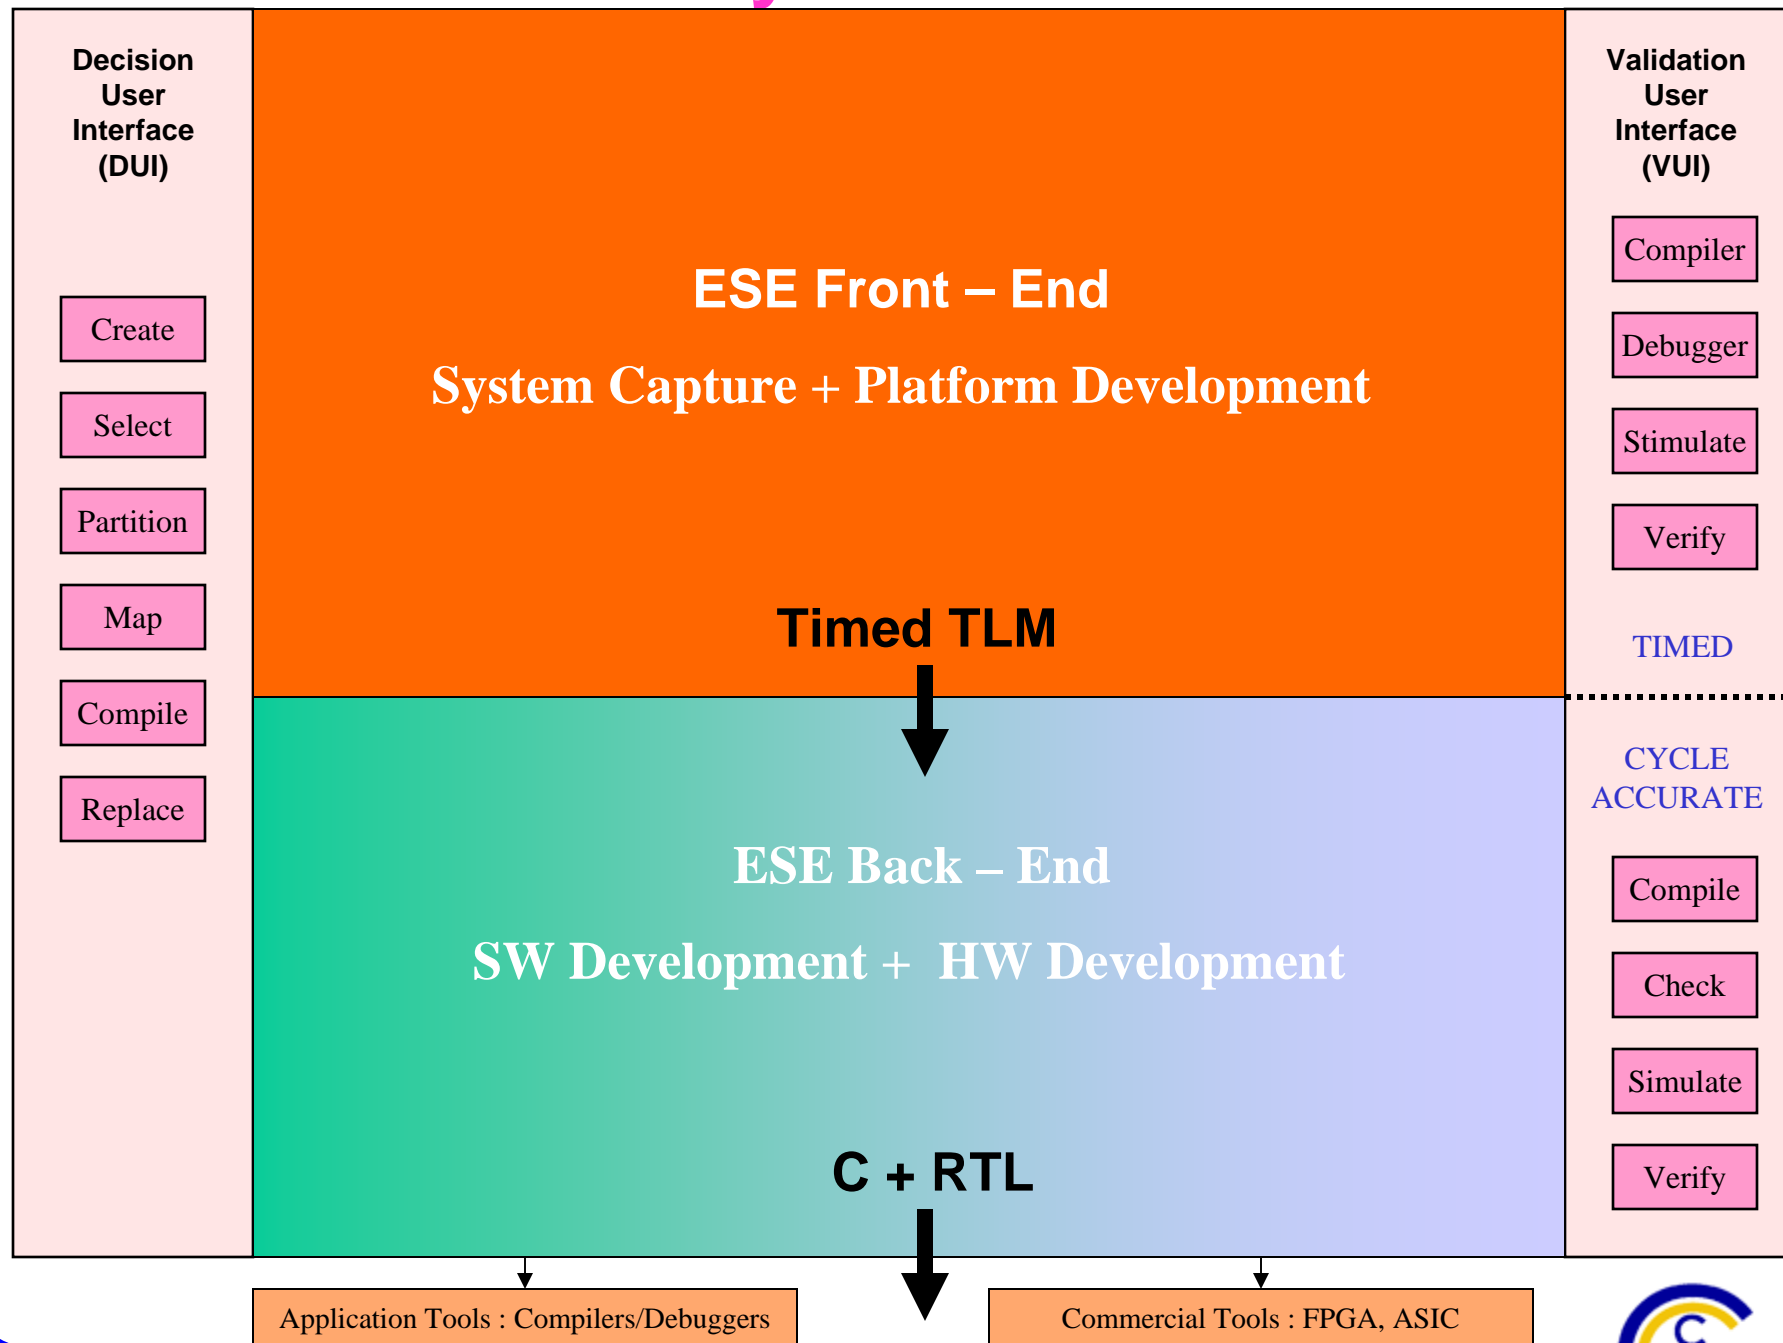 Decision
User
Interface
(DUI)
Create
Select
Partition
Map
Compile
Replace
ESE Front – End
System Capture + Platform Development
Timed TLM
ESE Back – End
SW Development + HW Development
C + RTL
Validation
User
Interface
(VUI)
Compiler
Debugger
Stimulate
Verify
TIMED
CYCLE
ACCURATE
Compile
Check
Simulate
Verify
Application Tools : Compilers/Debuggers
Commercial Tools : FPGA, ASIC
C